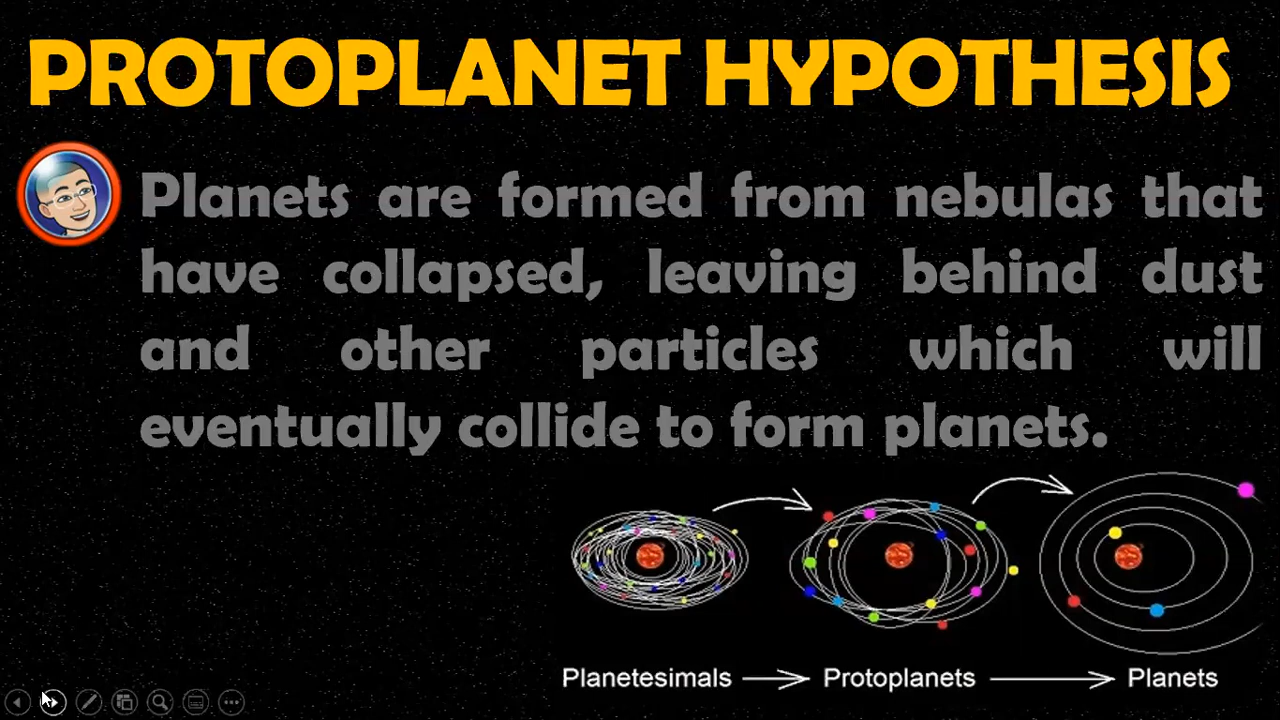 PROTOPLANET HYPOTHESIS
Planets are formed from nebulas that
have collapsed, leaving behind dust
and other particles which will
eventually collide to form planets.
Planetesimals
Protoplanets
Planets